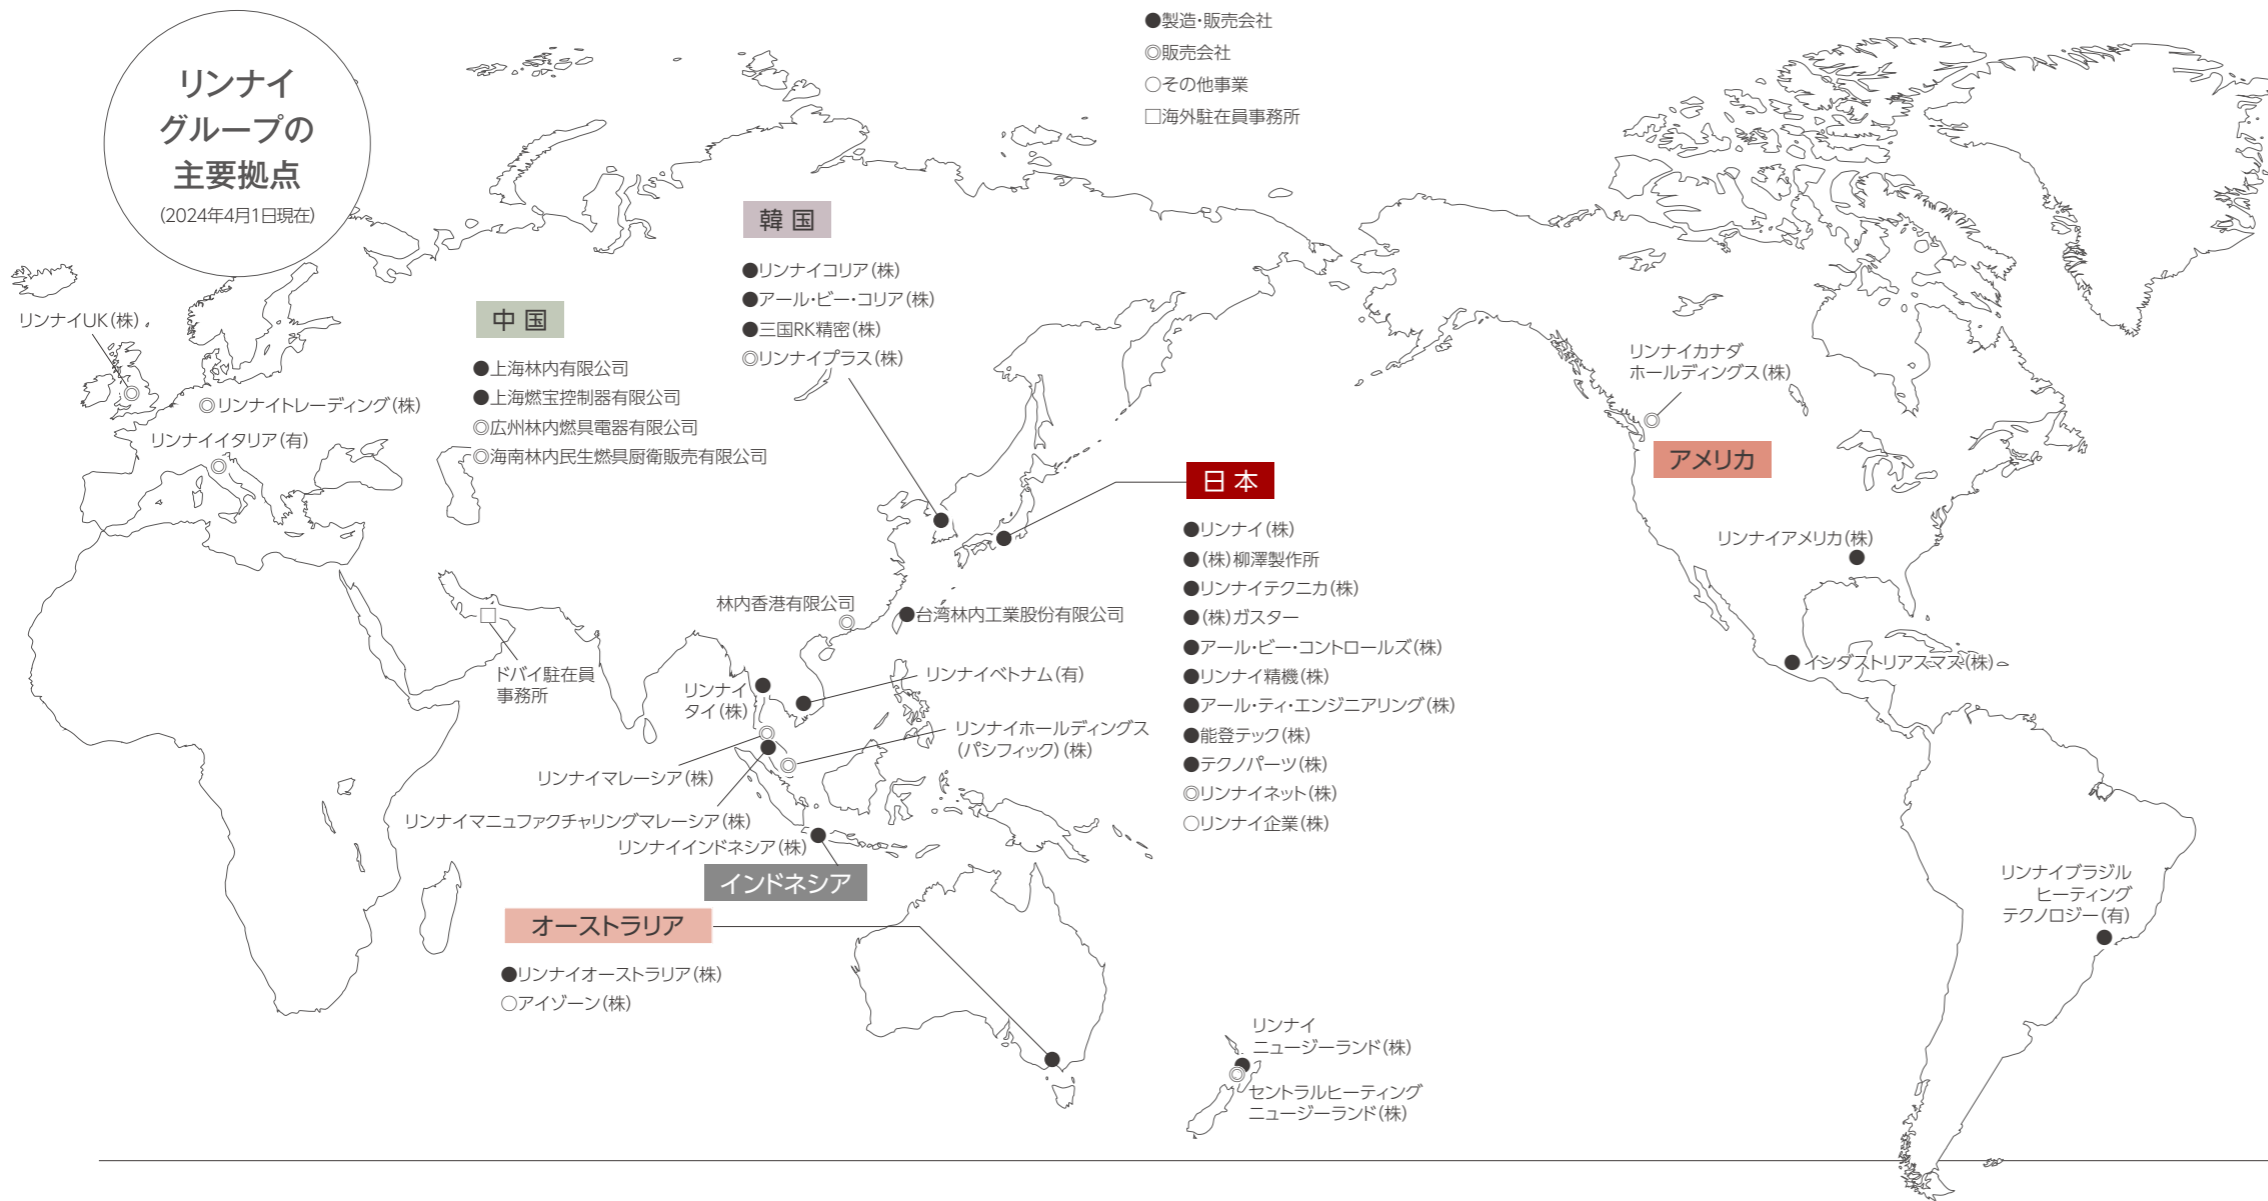 リンナイ
グループの
主要拠点
(2024年4月1日現在)
●製造・販売会社
◎販売会社
○その他事業
□海外駐在員事務所
韓国
●リンナイコリア(株)
●アール・ビー・コリア(株)
●三国RK精密(株)
◎リンナイプラス(株)
中国
●上海林内有限公司
●上海燃宝控制器有限公司
◎広州林内燃具電器有限公司
◎海南林内民生燃具厨衛販売有限公司
リンナイUK(株)
◎リンナイトレーディング(株)
リンナイイタリア(有)
リンナイカナダ
ホールディングス(株)
アメリカ
リンナイアメリカ(株)
●インダストリアスマス(株)
日本
●リンナイ(株)
●(株)柳澤製作所
●リンナイテクニカ(株)
●(株)ガスター
●アール・ビー・コントロールズ(株)
●リンナイ精機(株)
●アール・ティ・エンジニアリング(株)
●能登テック(株)
●テクノパーツ(株)
◎リンナイネット(株)
○リンナイ企業(株)
林内香港有限公司
●台湾林内工業股份有限公司
ドバイ駐在員
事務所
リンナイ
タイ(株)
リンナイベトナム(有)
リンナイホールディングス
(パシフィック)(株)
リンナイマレーシア(株)
リンナイマニュファクチャリングマレーシア(株)
リンナイインドネシア(株)
インドネシア
オーストラリア
●リンナイオーストラリア(株)
○アイゾーン(株)
リンナイブラジル
ヒーティング
テクノロジー(有)
リンナイ
ニュージーランド(株)
セントラルヒーティング
ニュージーランド(株)